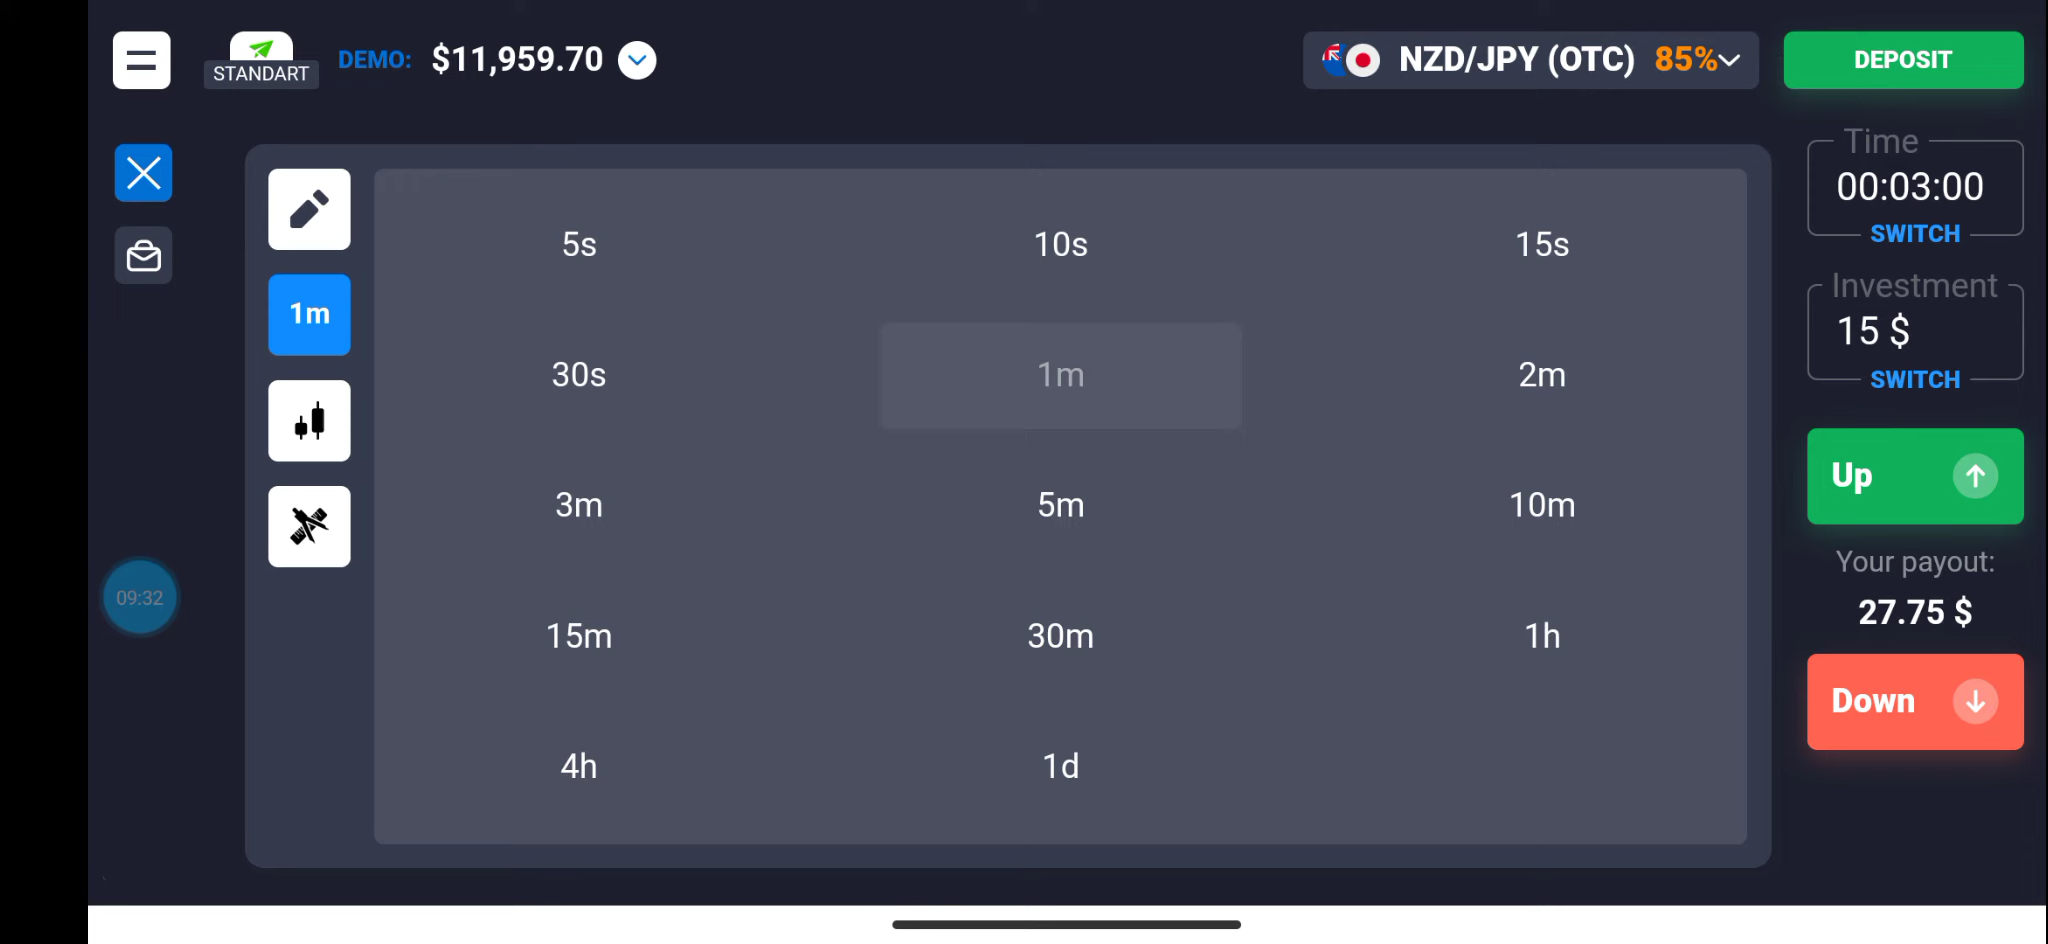 STANDART
DEMO: $11,959.70
NZD/JPY (OTC) 85%
DEPOSIT
Time
00:03:00
SWITCH
Investment
15 $
SWITCH
Up
Your payout:
27.75 $
Down
1m
5s 10s 15s
30s 1m 2m
3m 5m 10m
15m 30m 1h
4h 1d
09:32